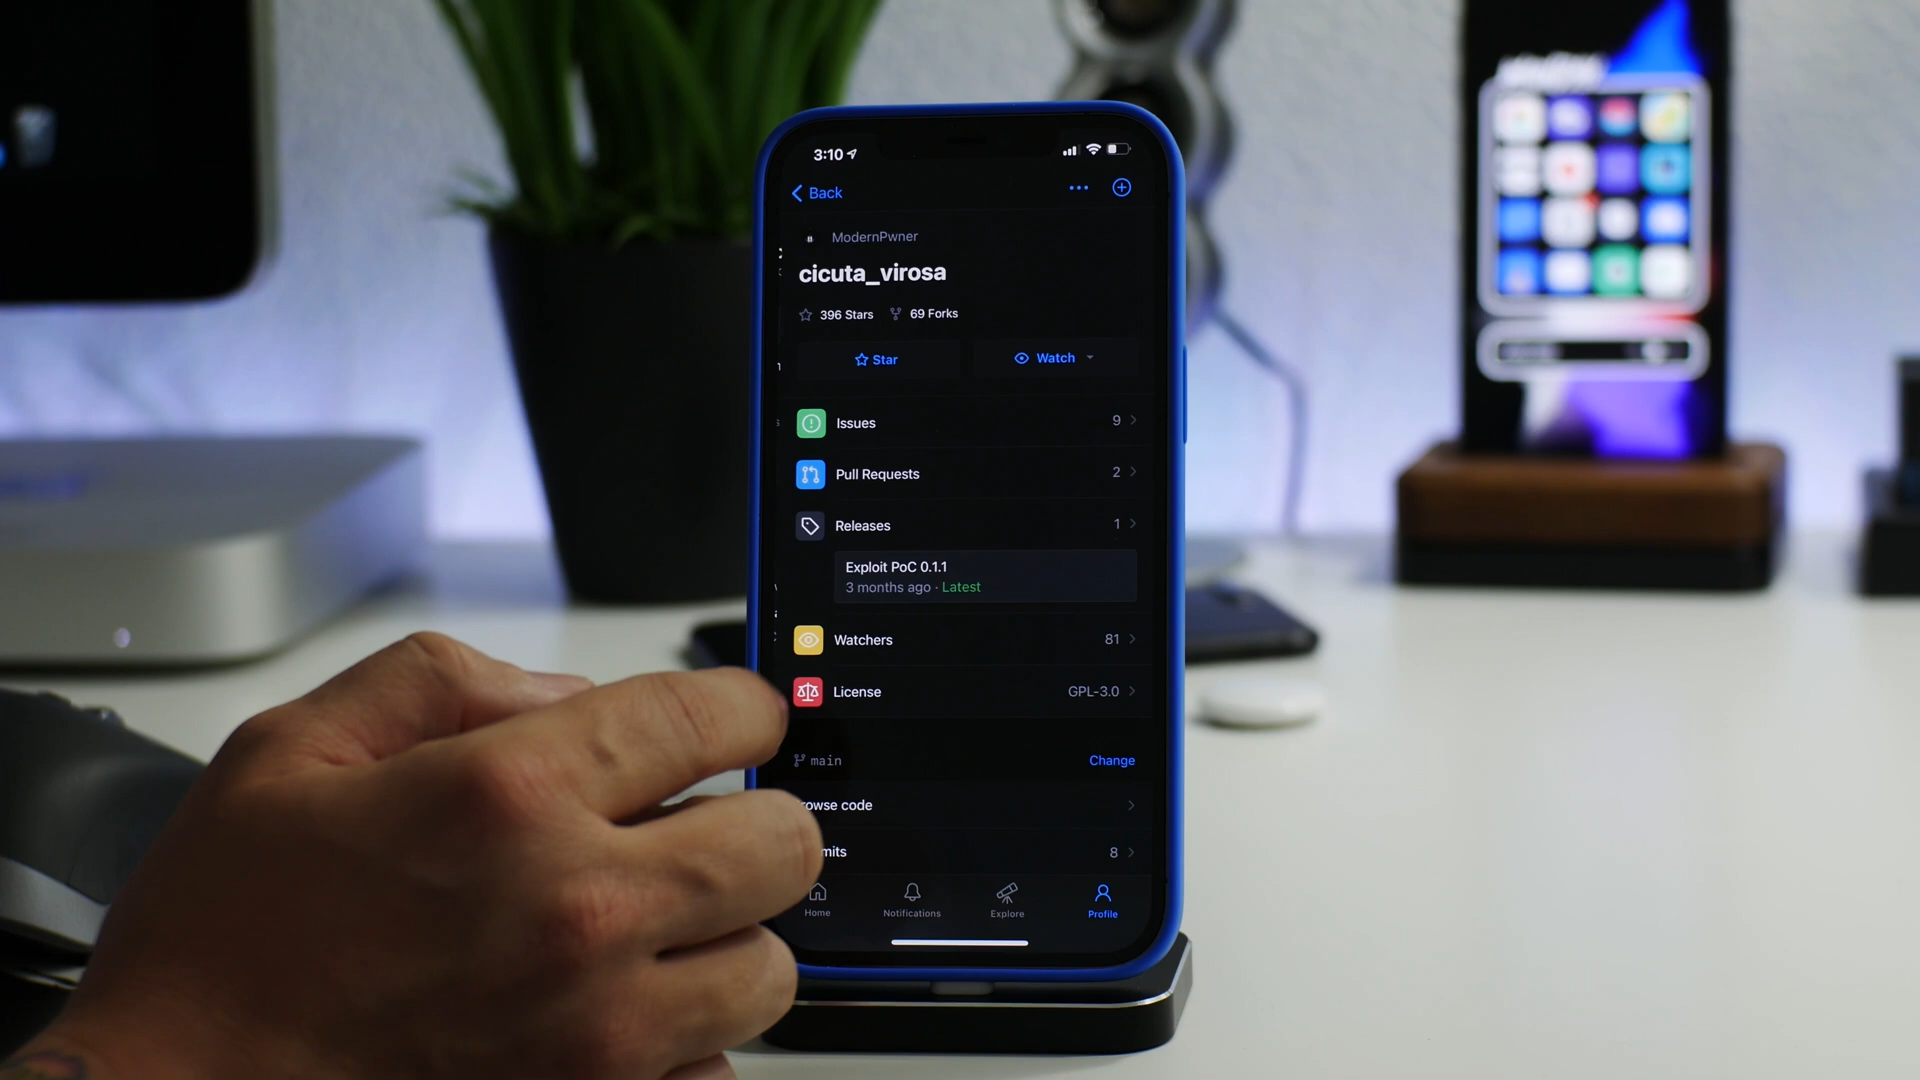 3:10
Back
ModernPwner
cicuta_virosa
396 Stars 69 Forks
Star Watch
Issues 9
Pull Requests 2
Releases 1
Exploit PoC 0.1.1
3 months ago · Latest
Watchers 81
License GPL-3.0
main Change
owse code
mits 8
Home Notifications Explore Profile